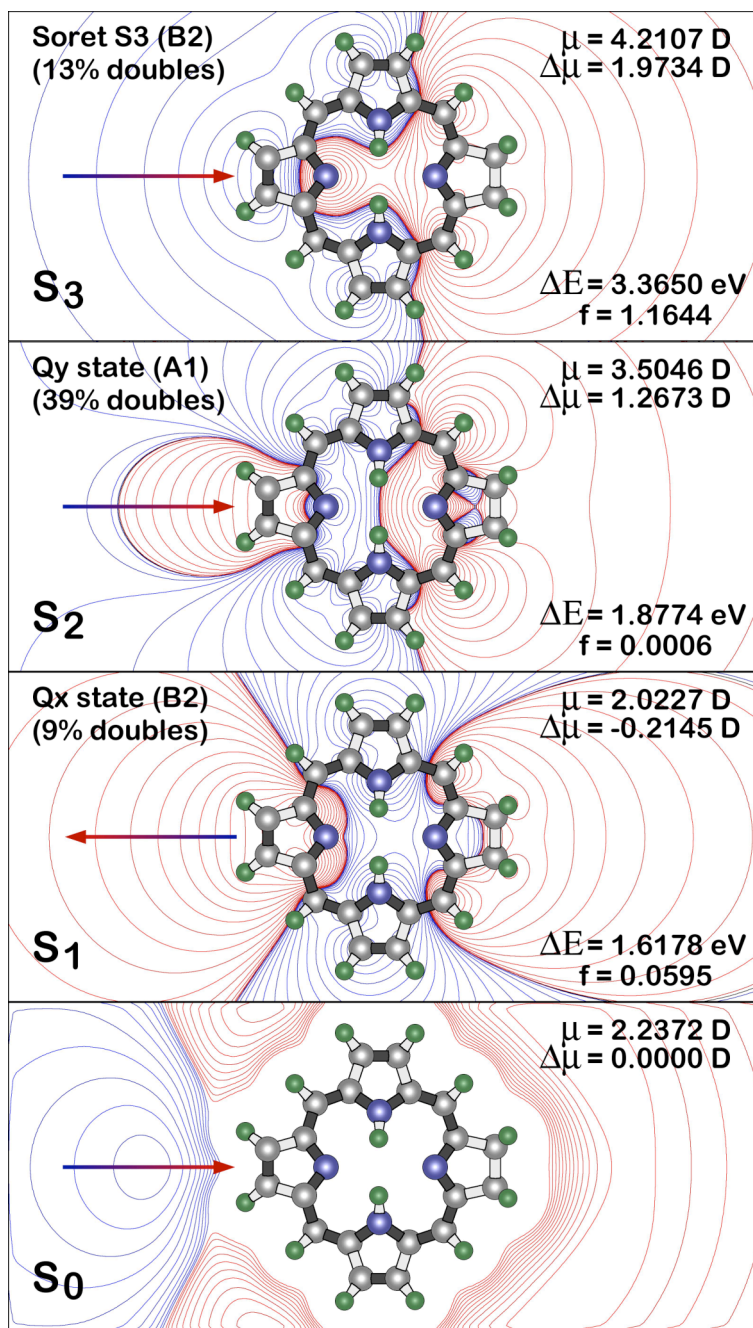 Soret S3 (B2)
(13% doubles)
μ = 4.2107 D
Δμ = 1.9734 D
S₃
ΔE = 3.3650 eV
f = 1.1644
Qy state (A1)
(39% doubles)
μ = 3.5046 D
Δμ = 1.2673 D
S₂
ΔE = 1.8774 eV
f = 0.0006
Qx state (B2)
(9% doubles)
μ = 2.0227 D
Δμ = -0.2145 D
S₁
ΔE = 1.6178 eV
f = 0.0595
μ = 2.2372 D
Δμ = 0.0000 D
S₀